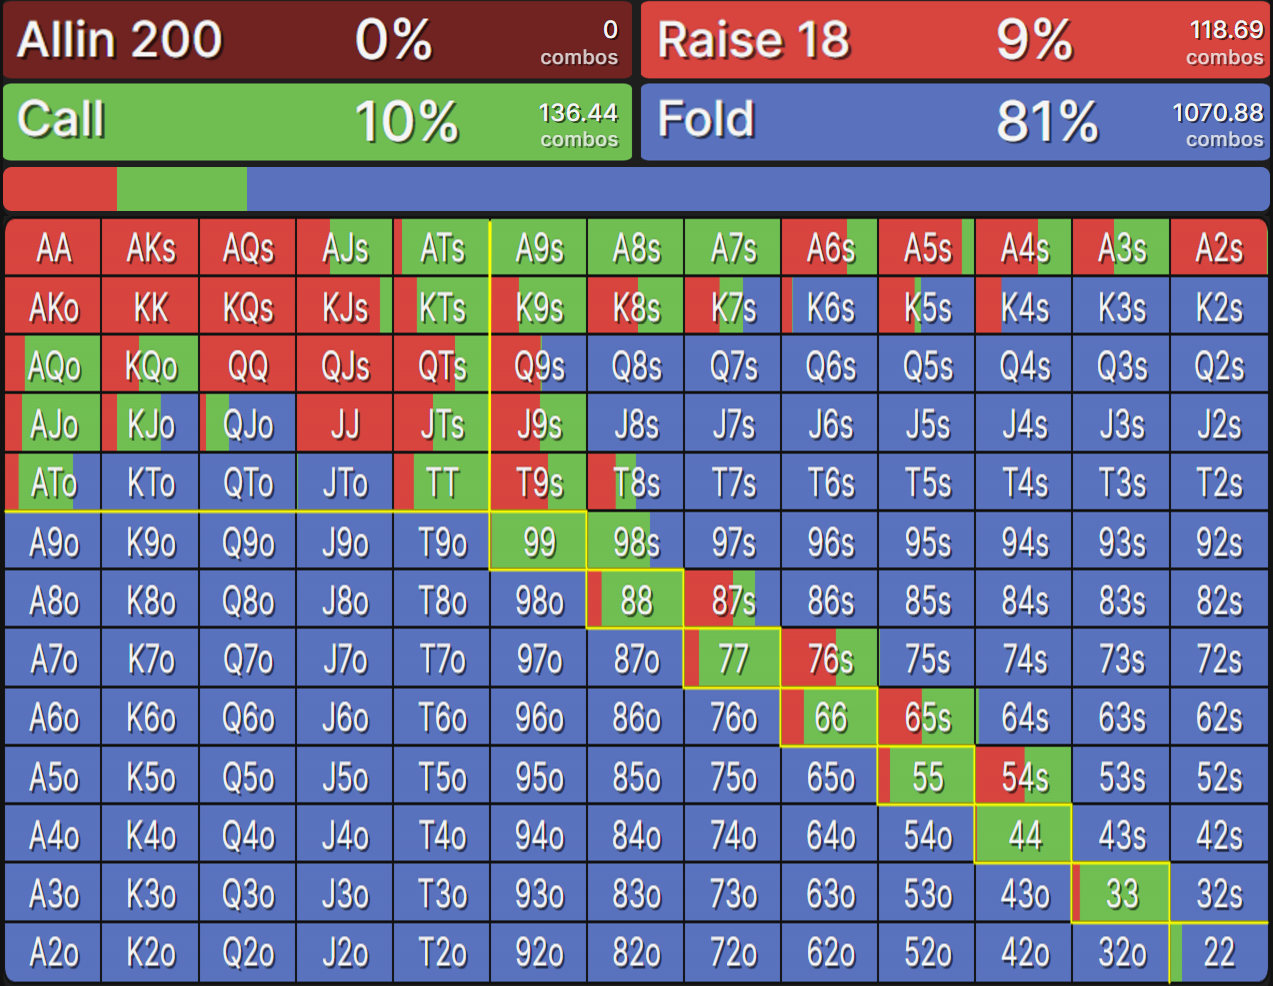 Allin 200 0% 0 combos Raise 18 9% 118.69 combos
Call 10% 136.44 combos Fold 81% 1070.88 combos
AA AKs AQs AJs ATs A9s A8s A7s A6s A5s A4s A3s A2s
AKo KK KQs KJs KTs K9s K8s K7s K6s K5s K4s K3s K2s
AQo KQo QQ QJs QTs Q9s Q8s Q7s Q6s Q5s Q4s Q3s Q2s
AJo KJo QJo JJ JTs J9s J8s J7s J6s J5s J4s J3s J2s
ATo KTo QTo JTo TT T9s T8s T7s T6s T5s T4s T3s T2s
A9o K9o Q9o J9o T9o 99 98s 97s 96s 95s 94s 93s 92s
A8o K8o Q8o J8o T8o 98o 88 87s 86s 85s 84s 83s 82s
A7o K7o Q7o J7o T7o 97o 87o 77 76s 75s 74s 73s 72s
A6o K6o Q6o J6o T6o 96o 86o 76o 66 65s 64s 63s 62s
A5o K5o Q5o J5o T5o 95o 85o 75o 65o 55 54s 53s 52s
A4o K4o Q4o J4o T4o 94o 84o 74o 64o 54o 44 43s 42s
A3o K3o Q3o J3o T3o 93o 83o 73o 63o 53o 43o 33 32s
A2o K2o Q2o J2o T2o 92o 82o 72o 62o 52o 42o 32o 22